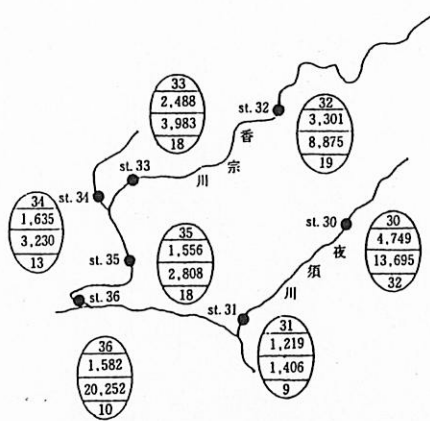 33
2,488
3,983
18
st. 32
32
3,301
8,875
19
香
宗
川
st. 33
34
1,635
3,230
13
st. 34
st. 30
30
4,749
13,695
32
夜
須
川
35
1,556
2,808
18
st. 35
st. 36
st. 31
31
1,219
1,406
9
36
1,582
20,252
10